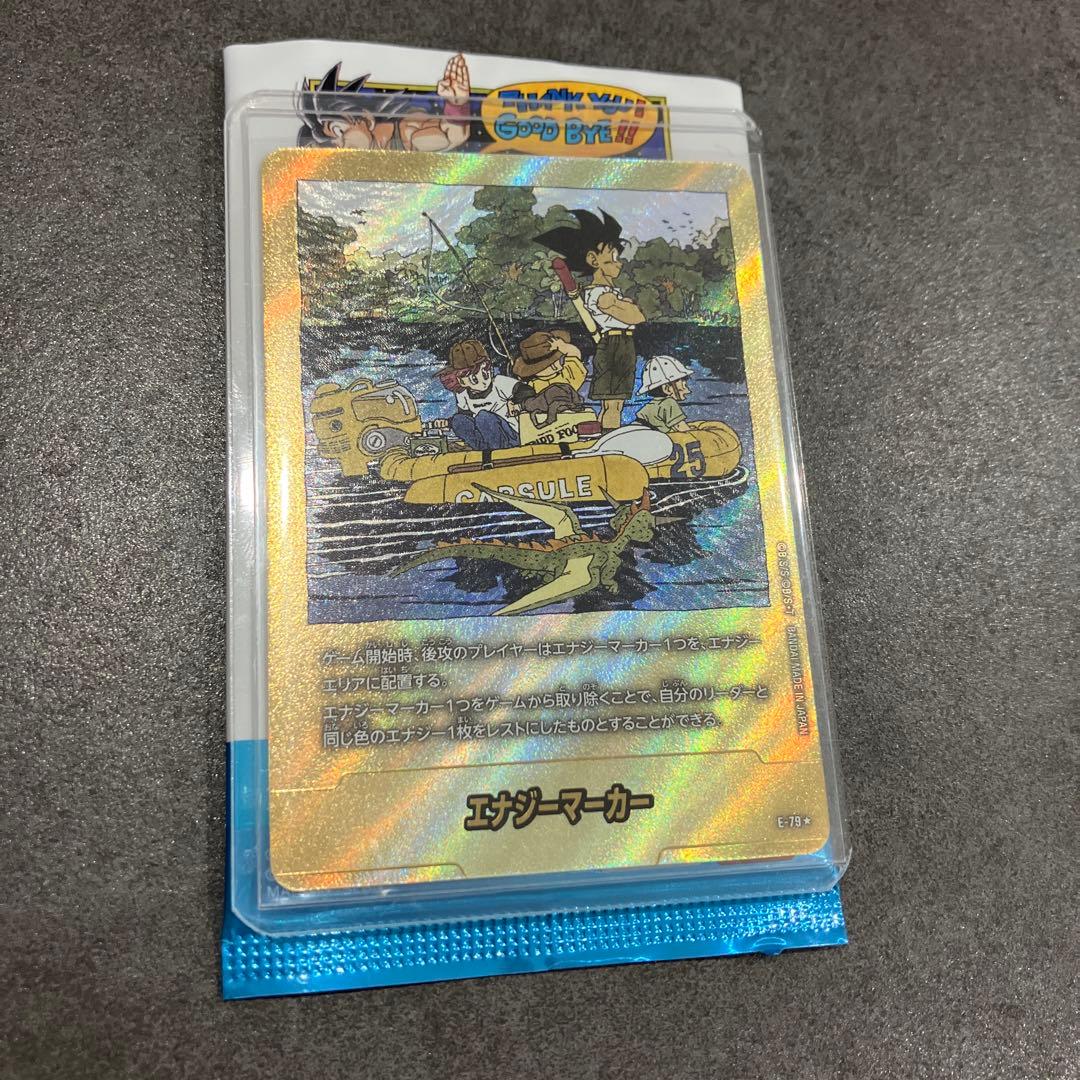 THANK YOU!
GOOD BYE!!
CAPSULE
25
©B/S・S ©B/S・T BANDAI MADE IN JAPAN
ゲーム開始時、後攻のプレイヤーはエナジーマーカー1つを、エナジー
エリアに配置する。
エナジーマーカー1つをゲームから取り除くことで、自分のリーダーと
同じ色のエナジー1枚をレストにしたものとすることができる。
エナジーマーカー
E-79★